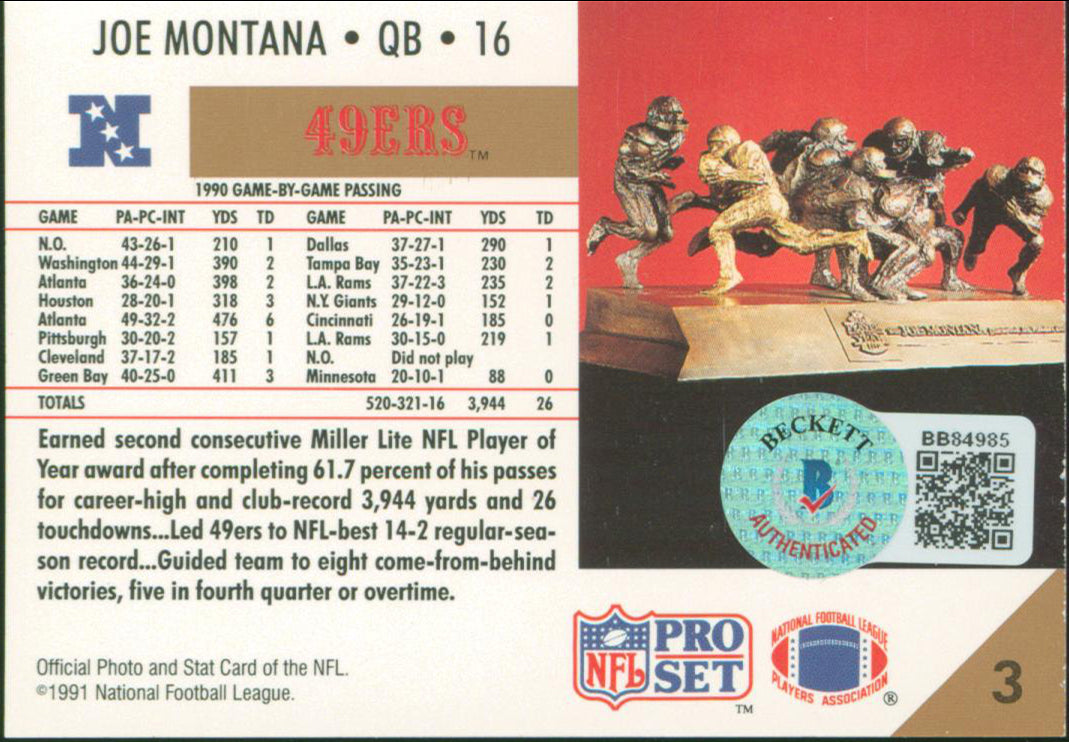 JOE MONTANA • QB • 16
49ERS™
1990 GAME-BY-GAME PASSING
GAME PA-PC-INT YDS TD GAME PA-PC-INT YDS TD
N.O. 43-26-1 210 1 Dallas 37-27-1 290 1
Washington 44-29-1 390 2 Tampa Bay 35-23-1 230 2
Atlanta 36-24-0 398 2 L.A. Rams 37-22-3 235 2
Houston 28-20-1 318 3 N.Y. Giants 29-12-0 152 1
Atlanta 49-32-2 476 6 Cincinnati 26-19-1 185 0
Pittsburgh 30-20-2 157 1 L.A. Rams 30-15-0 219 1
Cleveland 37-17-2 185 1 N.O. Did not play
Green Bay 40-25-0 411 3 Minnesota 20-10-1 88 0
TOTALS 520-321-16 3,944 26
Earned second consecutive Miller Lite NFL Player of
Year award after completing 61.7 percent of his passes
for career-high and club-record 3,944 yards and 26
touchdowns...Led 49ers to NFL-best 14-2 regular-sea-
son record...Guided team to eight come-from-behind
victories, five in fourth quarter or overtime.
Official Photo and Stat Card of the NFL.
©1991 National Football League.
BECKETT
B
AUTHENTICATED
BB84985
NFL PRO SET™
NATIONAL FOOTBALL LEAGUE
PLAYERS ASSOCIATION®
3